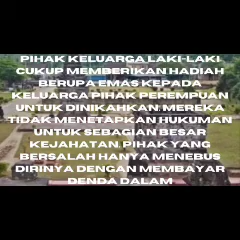 PIHAK KELUARGA LAKI-LAKI
CUKUP MEMBERIKAN HADIAH
BERUPA EMAS KEPADA
KELUARGA PIHAK PEREMPUAN
UNTUK DINIKAHKAN. MEREKA
TIDAK MENETAPKAN HUKUMAN
UNTUK SEBAGIAN BESAR
KEJAHATAN. PIHAK YANG
BERSALAH HANYA MENEBUS
DIRINYA DENGAN MEMBAYAR
DENDA DALAM